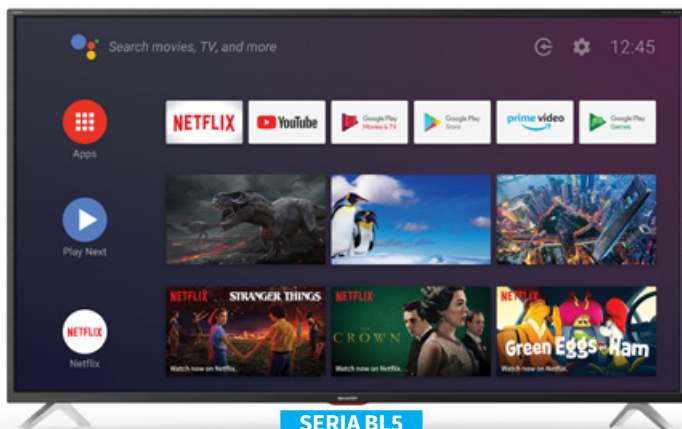 Search movies, TV, and more
12:45
Apps
NETFLIX
YouTube
Google Play
Movies & TV
Google Play
Store
prime video
Google Play
Games
Play Next
NETFLIX
Netflix
NETFLIX
STRANGER THINGS
Watch now on Netflix.
NETFLIX
THE
CROWN
Watch now on Netflix.
NETFLIX
Green Eggs and Ham
Watch now on Netflix.
SHARP
SERIA BL5